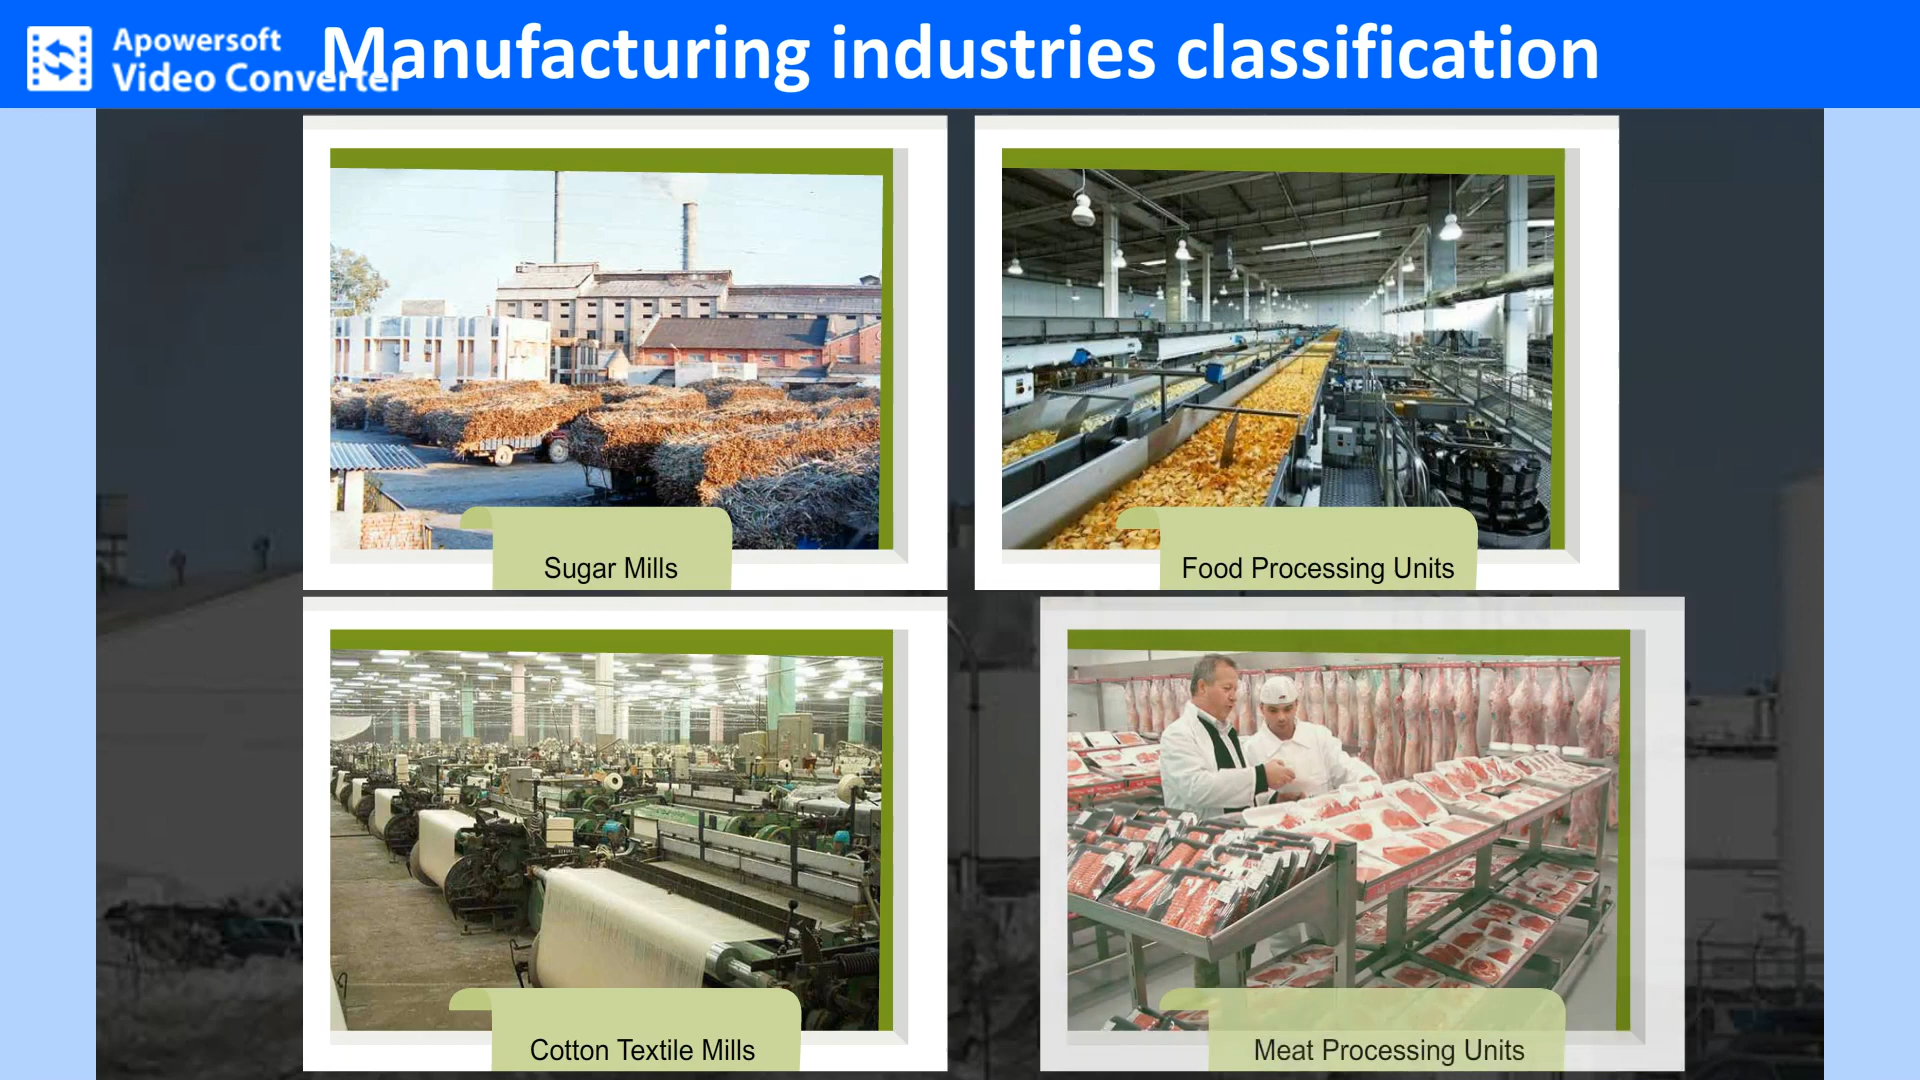 Apowersoft
Video Converter
Manufacturing industries classification
Sugar Mills
Food Processing Units
Cotton Textile Mills
Meat Processing Units